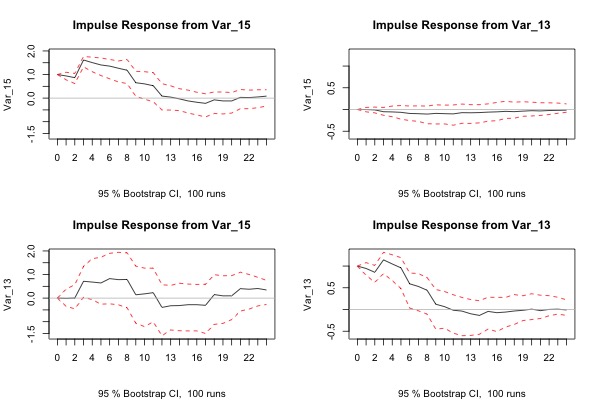 Impulse Response from Var_15
Var_15
2.0
1.0
0.0
-1.5
0 2 4 6 8 10 13 16 19 22
95 % Bootstrap CI, 100 runs
Impulse Response from Var_13
Var_15
0.5
-0.5
0 2 4 6 8 10 13 16 19 22
95 % Bootstrap CI, 100 runs
Impulse Response from Var_15
Var_13
2.0
1.0
0.0
-1.5
0 2 4 6 8 10 13 16 19 22
95 % Bootstrap CI, 100 runs
Impulse Response from Var_13
Var_13
0.5
-0.5
0 2 4 6 8 10 13 16 19 22
95 % Bootstrap CI, 100 runs